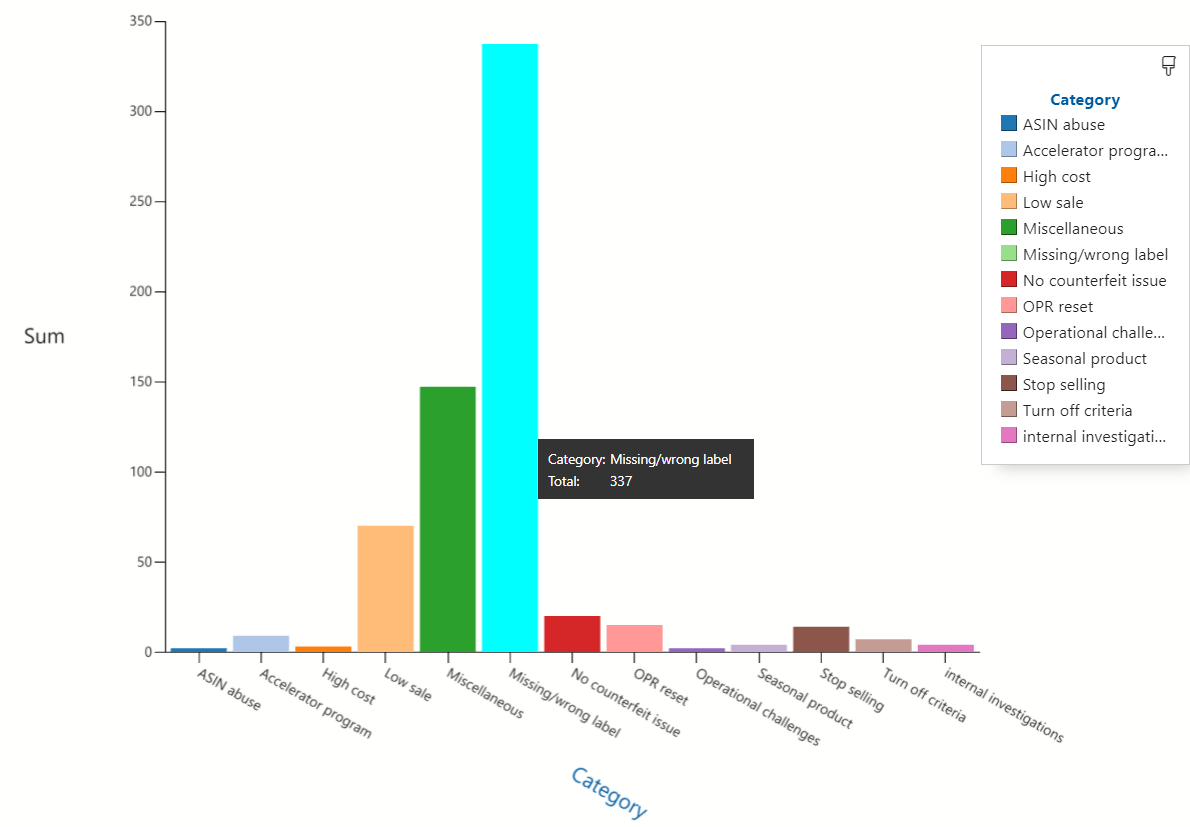 350
300
250
200
150
100
50
0
Sum
ASIN abuse
Accelerator program
High cost
Low sale
Miscellaneous
Missing/wrong label
No counterfeit issue
OPR reset
Operational challenges
Seasonal product
Stop selling
Turn off criteria
internal investigations
Category
Category: Missing/wrong label
Total: 337
Category
ASIN abuse
Accelerator progra...
High cost
Low sale
Miscellaneous
Missing/wrong label
No counterfeit issue
OPR reset
Operational challe...
Seasonal product
Stop selling
Turn off criteria
internal investigati...